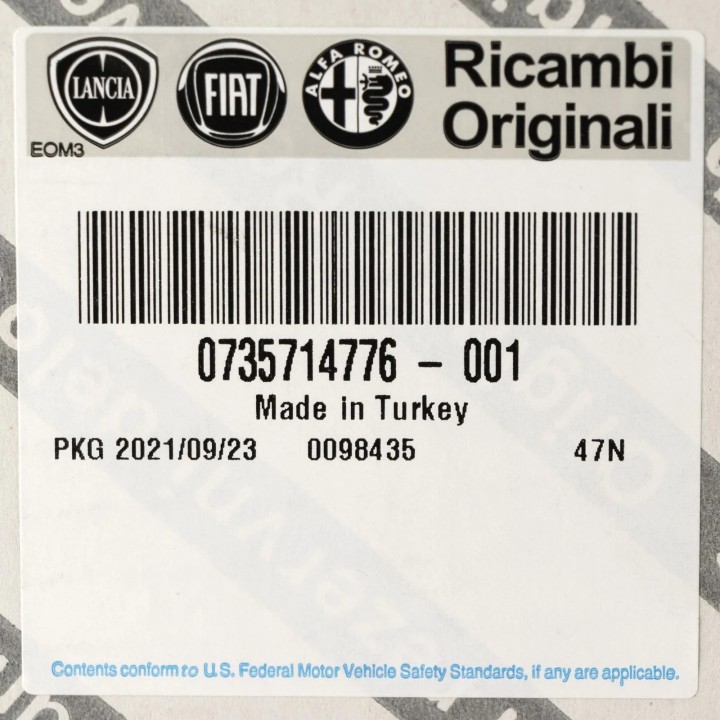 LANCIA FIAT ALFA ROMEO Ricambi
Originali
EOM3
0735714776 - 001
Made in Turkey
PKG 2021/09/23 0098435 47N
Contents conform to U.S. Federal Motor Vehicle Safety Standards, if any are applicable.